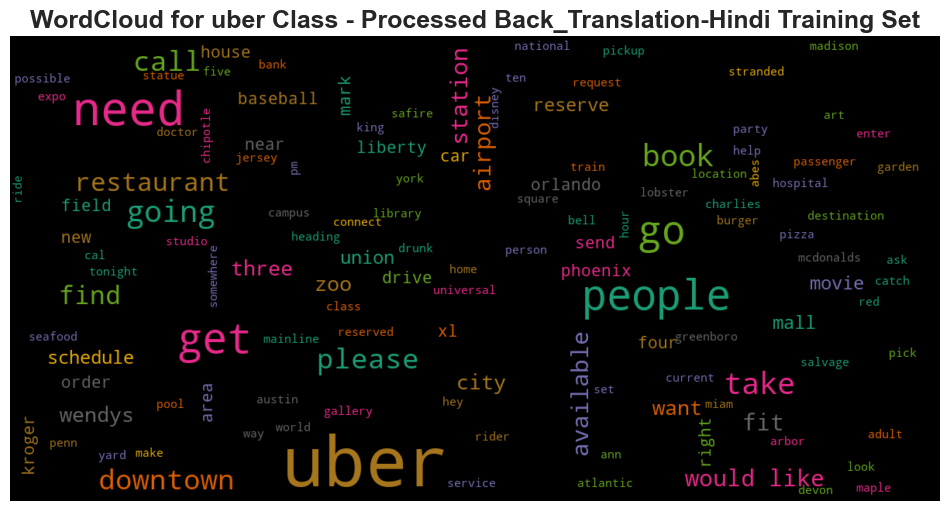 WordCloud for uber Class - Processed Back_Translation-Hindi Training Set
national
madison
call
house
pickup
possible
statue
five
bank
station
ten
request
stranded
expo
need
baseball
mark
safire
airport
disney
reserve
art
doctor
chipotle
near
king
liberty
party
enter
jersey
pm
car
book
help
abes
passenger
ride
restaurant
york
train
location
hospital
garden
orlando
square
lobster
field
going
campus
connect
library
bell
hour
go
charlies
burger
destination
new
studio
heading
drunk
person
send
pizza
cal
somewhere
union
mcdonalds
ask
tonight
three
home
phoenix
catch
find
zoo
drive
universal
people
movie
class
red
get
mall
seafood
mainline
reserved
xl
available
four
greenboro
pick
schedule
please
salvage
order
area
city
set
current
take
wendys
pool
austin
gallery
hey
want
miam
fit
kroger
penn
way
world
uber
rider
right
arbor
adult
yard
make
ann
look
downtown
service
atlantic
would like
devon
maple